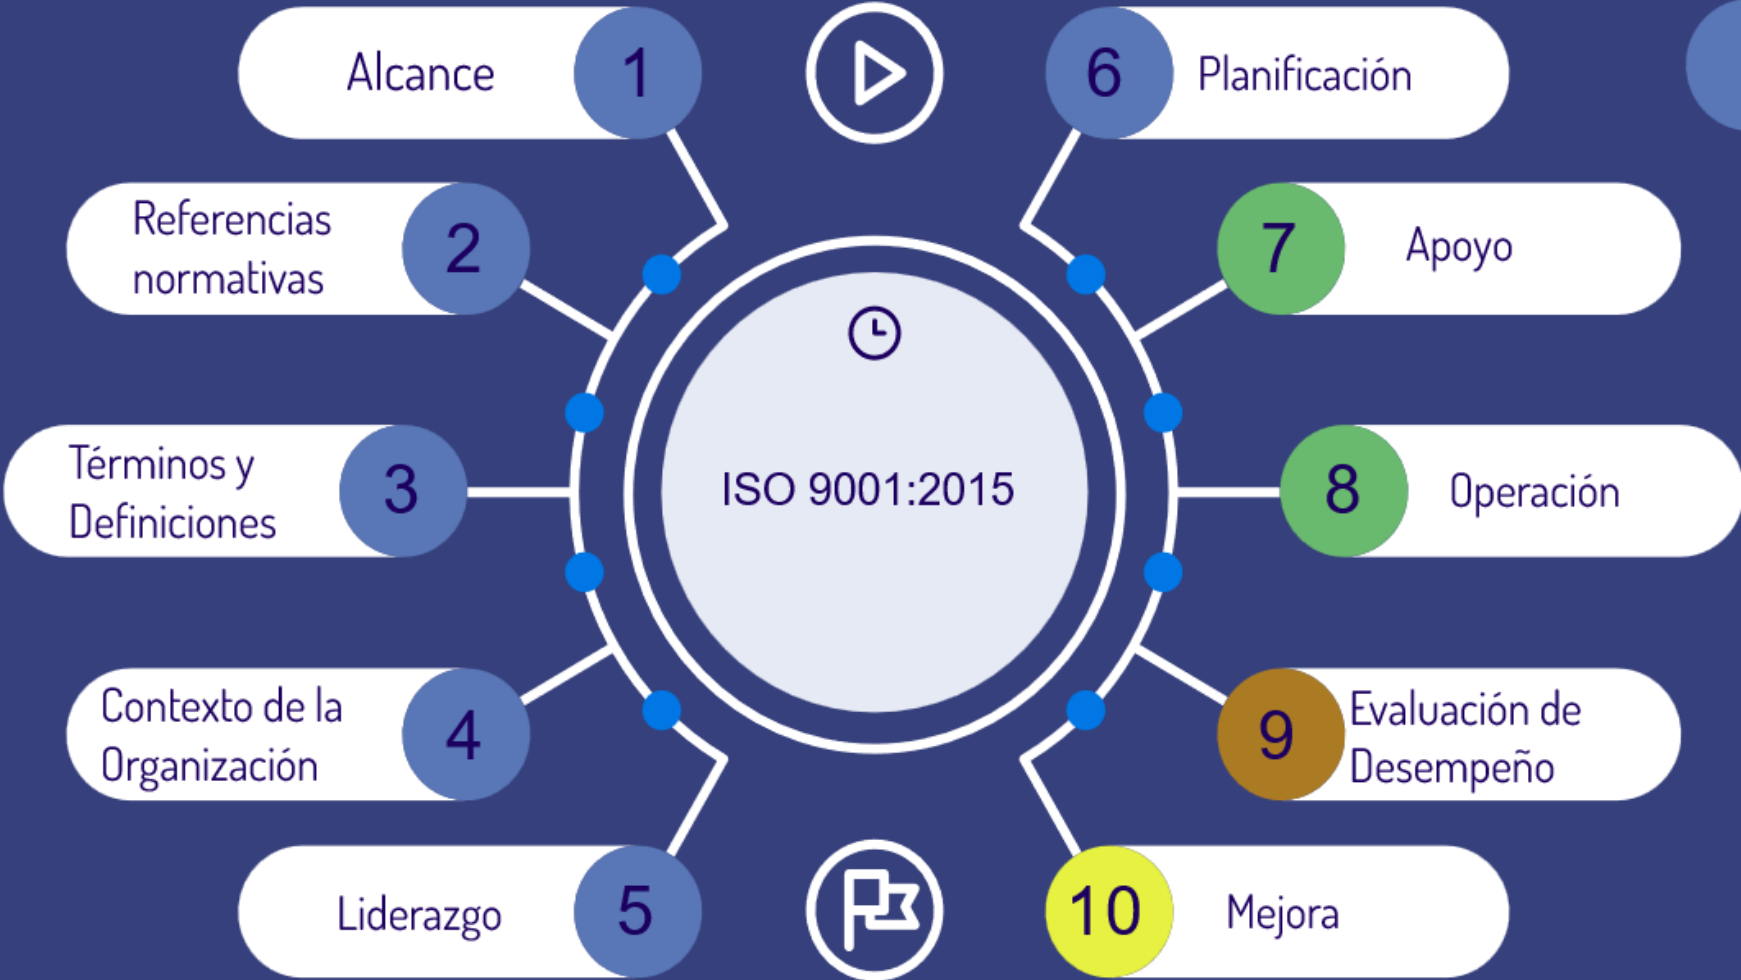 1
Alcance
2
Referencias
normativas
3
Términos y
Definiciones
4
Contexto de la
Organización
5
Liderazgo
ISO 9001:2015
6
Planificación
7
Apoyo
8
Operación
9
Evaluación de
Desempeño
10
Mejora